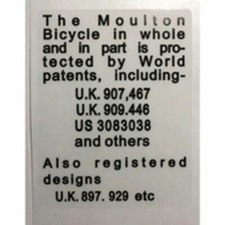 The Moulton
Bicycle in whole
and in part is pro-
tected by World
patents, including-
U.K. 907,467
U.K. 909.446
US 3083038
and others
Also registered
designs
U.K. 897. 929 etc